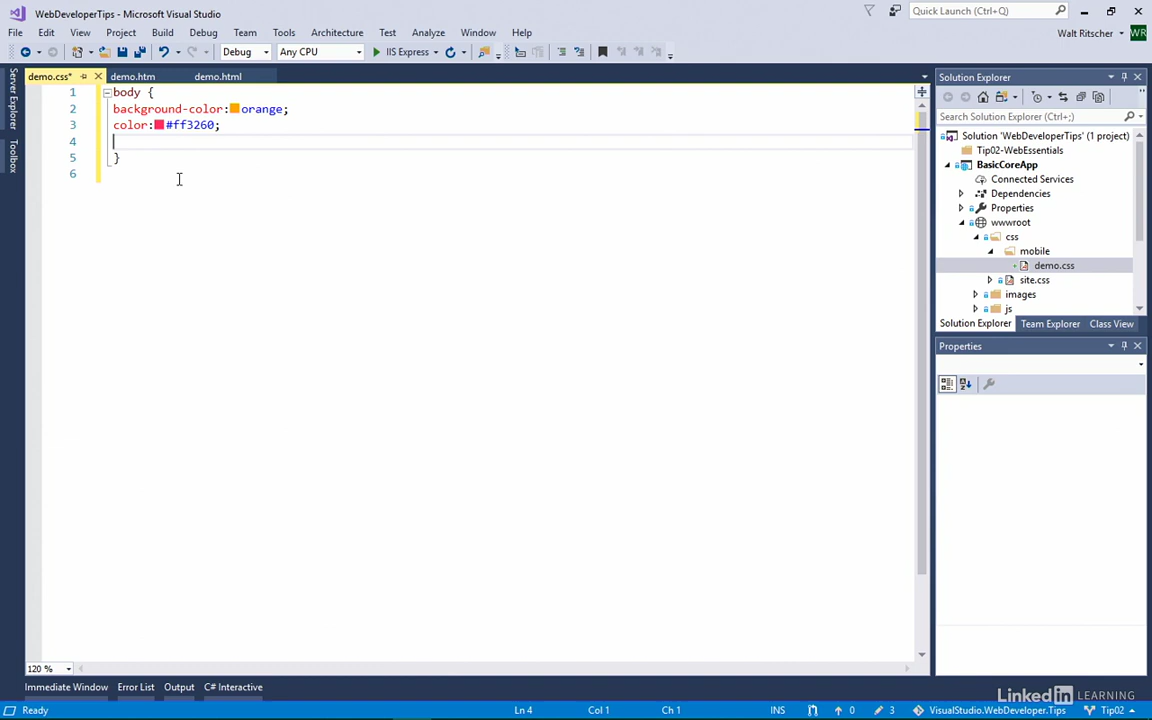 WebDeveloperTips - Microsoft Visual Studio
Quick Launch (Ctrl+Q)
File Edit View Project Build Debug Team Tools Architecture Test Analyze Window Help
Walt Ritscher WR
Debug Any CPU IIS Express
Server Explorer
Toolbox
demo.css* demo.htm demo.html
1 body {
2 background-color:orange;
3 color:#ff3260;
4
5 }
6
Solution Explorer
Search Solution Explorer (Ctrl+;)
Solution 'WebDeveloperTips' (1 project)
Tip02-WebEssentials
BasicCoreApp
Connected Services
Dependencies
Properties
wwwroot
css
mobile
demo.css
site.css
images
js
Solution Explorer Team Explorer Class View
Properties
120 %
Immediate Window Error List Output C# Interactive
Linked in LEARNING
Ready Ln 4 Col 1 Ch 1 INS 0 3 VisualStudio.WebDeveloper.Tips Tip02